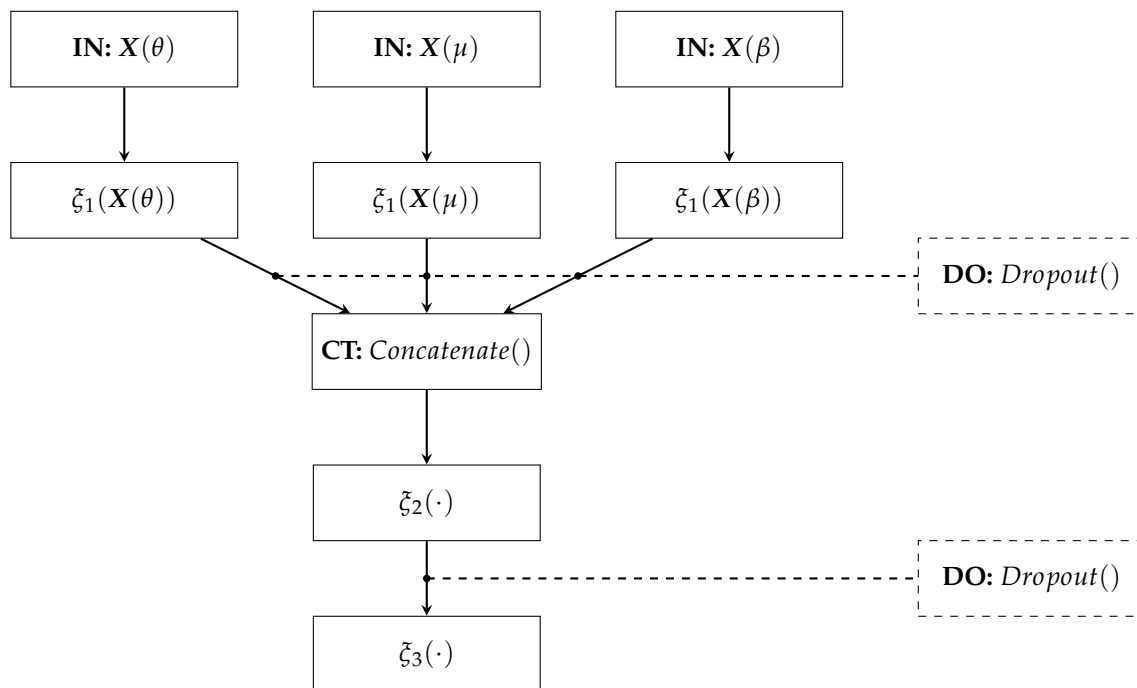 IN: X(θ)
IN: X(μ)
IN: X(β)
ξ₁(X(θ))
ξ₁(X(μ))
ξ₁(X(β))
DO: Dropout()
CT: Concatenate()
ξ₂(·)
DO: Dropout()
ξ₃(·)